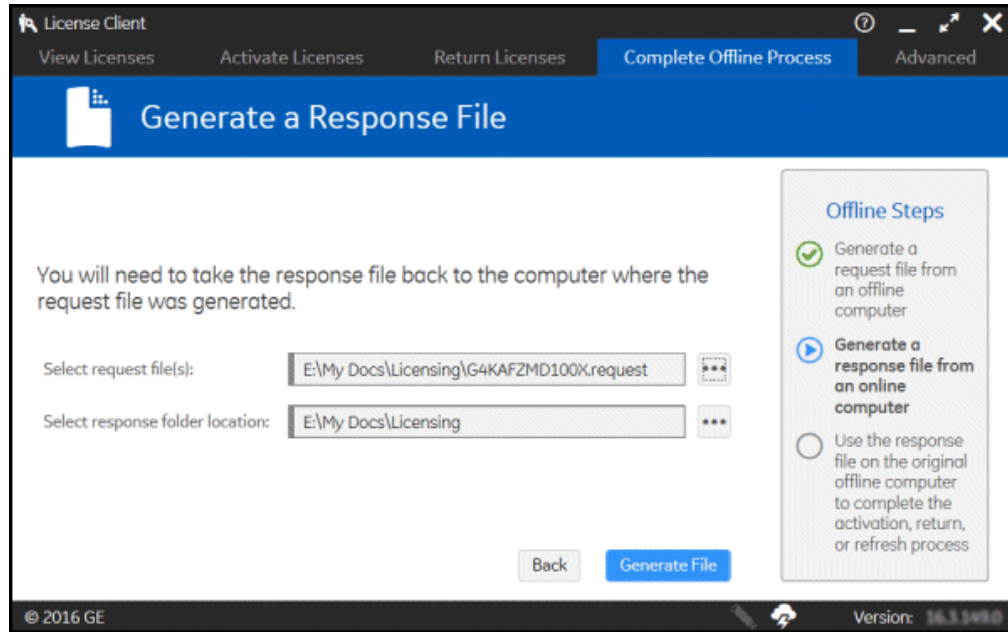 License Client
View Licenses Activate Licenses Return Licenses Complete Offline Process Advanced
Generate a Response File
You will need to take the response file back to the computer where the
request file was generated.
Select request file(s): E:\My Docs\Licensing\G4KAFZMD100X.request
Select response folder location: E:\My Docs\Licensing
Back Generate File
Offline Steps
Generate a
request file from
an offline
computer
Generate a
response file from
an online
computer
Use the response
file on the original
offline computer
to complete the
activation, return,
or refresh process
© 2016 GE
Version: